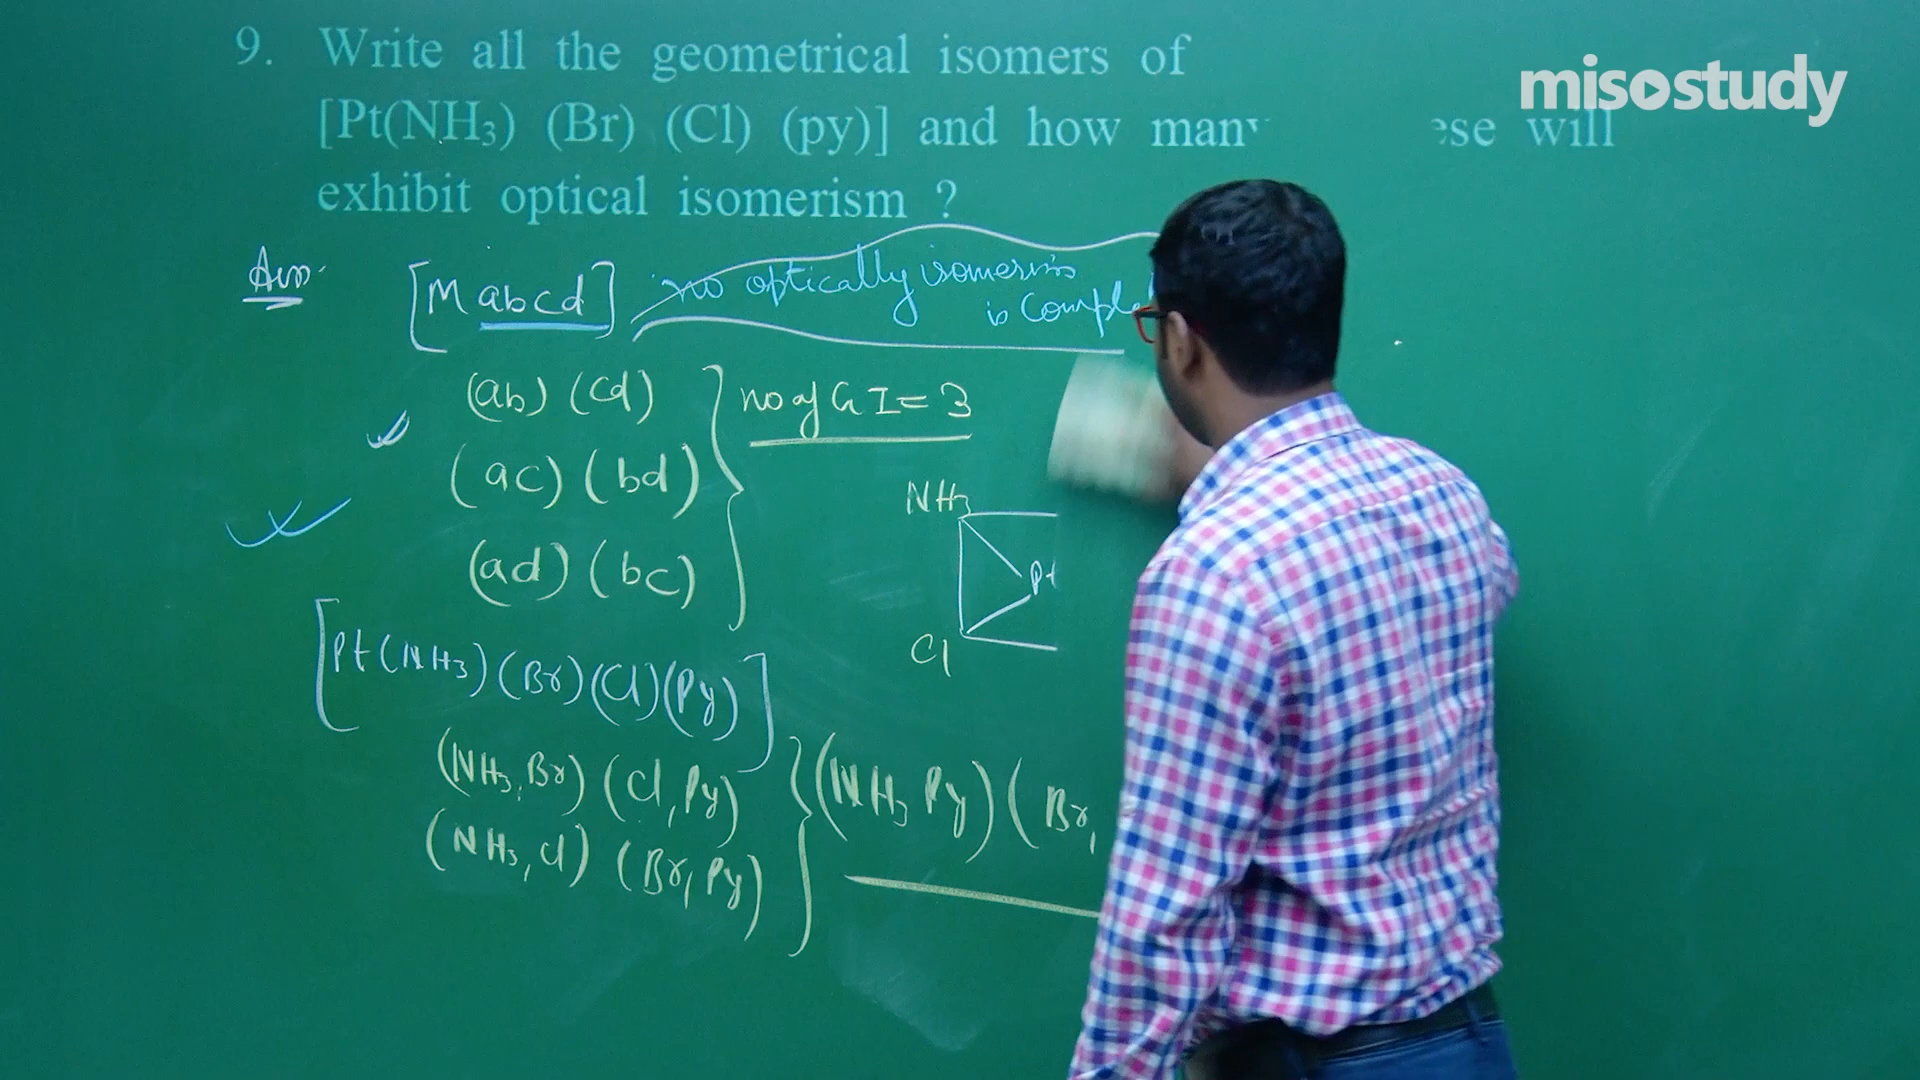 misostudy
9. Write all the geometrical isomers of
[Pt(NH₃) (Br) (Cl) (py)] and how many ese will
exhibit optical isomerism ?
Ans.
[Mabcd] no optically isomerism
is Comple
(ab) (cd)
no of G I = 3
(ac) (bd)
(ad) (bc)
NH₃
Pt
Cl
[Pt(NH₃)(Br)(Cl)(Py)]
(NH₃,Br) (Cl,Py)
(NH₃,Cl) (Br,Py)
(NH₃ Py) (Br,